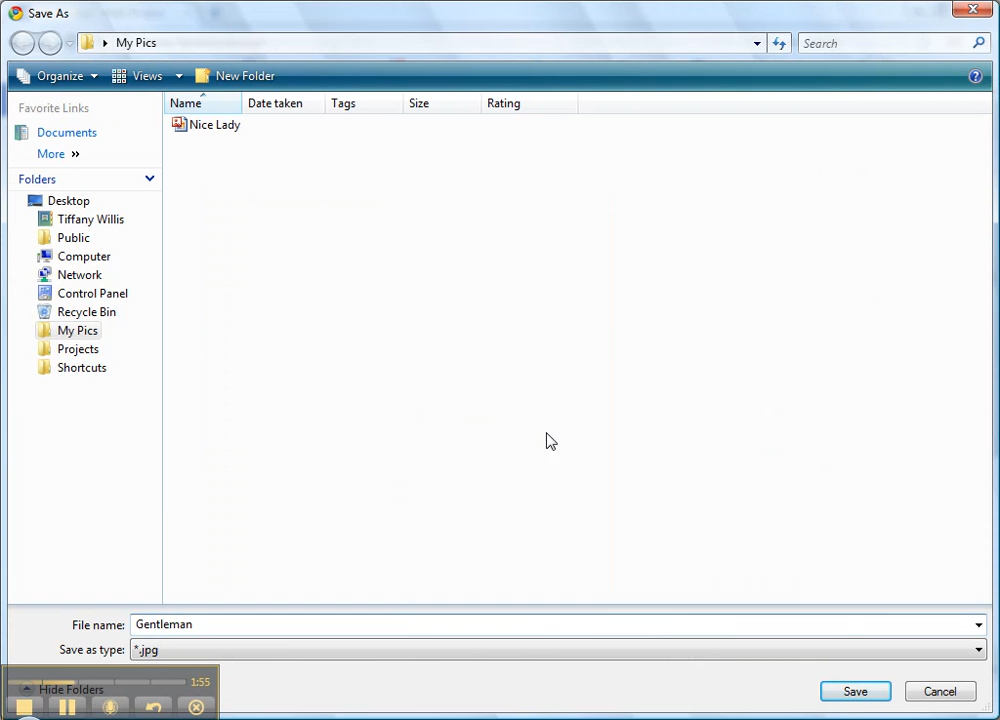 Save As
My Pics
Search
Organize
Views
New Folder
Favorite Links
Documents
More »
Folders
Desktop
Tiffany Willis
Public
Computer
Network
Control Panel
Recycle Bin
My Pics
Projects
Shortcuts
Name
Date taken
Tags
Size
Rating
Nice Lady
File name: Gentleman
Save as type: *.jpg
1:55
Hide Folders
Save
Cancel